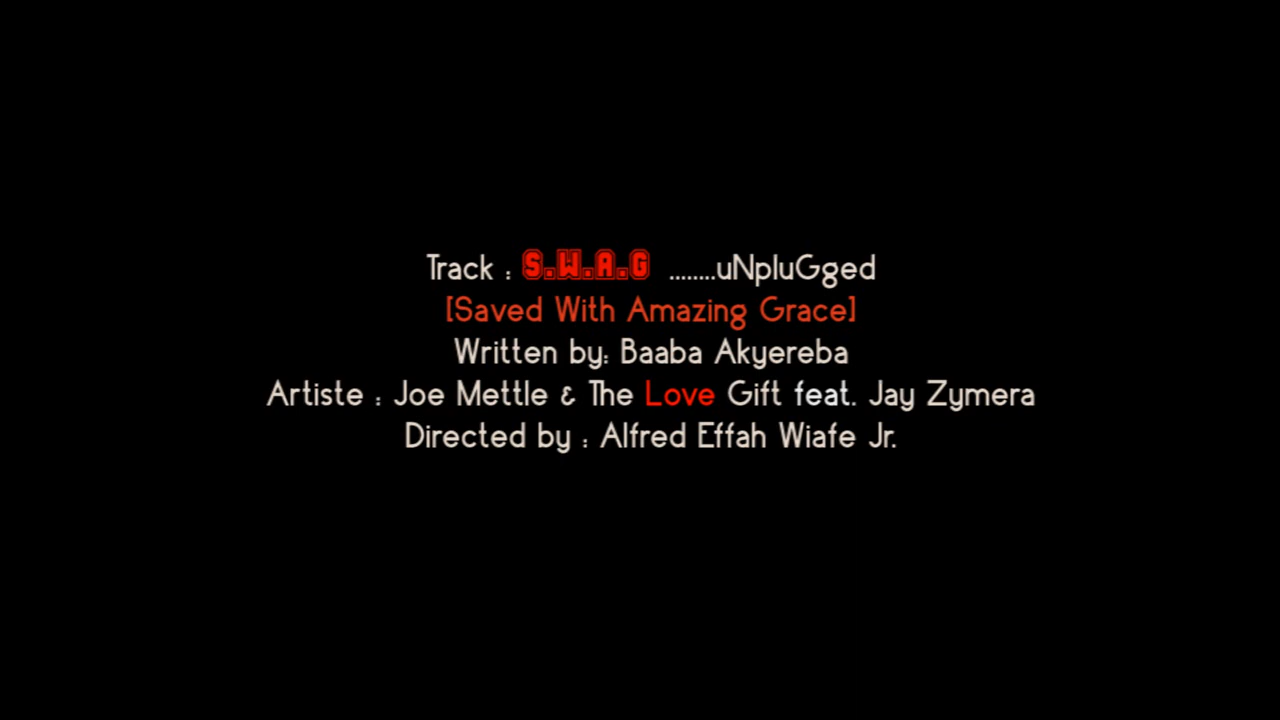 Track : S.W.A.G ........uNpluGged
[Saved With Amazing Grace]
Written by: Baaba Akyereba
Artiste : Joe Mettle & The Love Gift feat. Jay Zymera
Directed by : Alfred Effah Wiafe Jr.